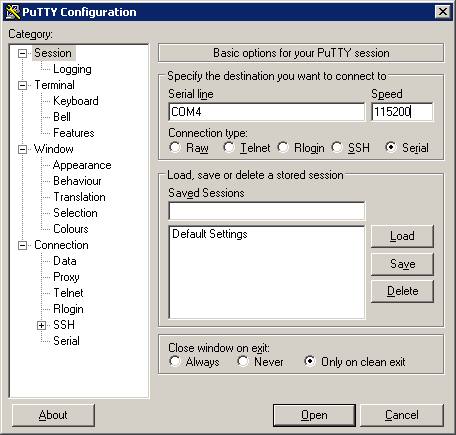 PuTTY Configuration
Category:
Session
Logging
Terminal
Keyboard
Bell
Features
Window
Appearance
Behaviour
Translation
Selection
Colours
Connection
Data
Proxy
Telnet
Rlogin
SSH
Serial
Basic options for your PuTTY session
Specify the destination you want to connect to
Serial line Speed
COM4 115200
Connection type:
Raw Telnet Rlogin SSH Serial
Load, save or delete a stored session
Saved Sessions
Default Settings
Load
Save
Delete
Close window on exit:
Always Never Only on clean exit
About Open Cancel